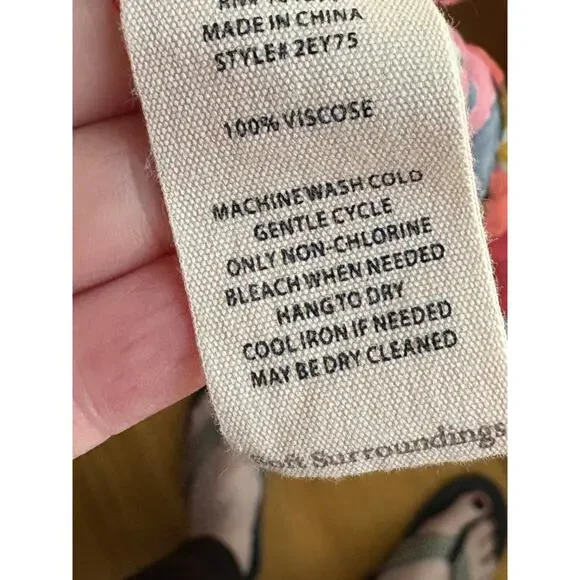 MADE IN CHINA
STYLE# 2EY75
100% VISCOSE
MACHINE WASH COLD
GENTLE CYCLE
ONLY NON-CHLORINE
BLEACH WHEN NEEDED
HANG TO DRY
COOL IRON IF NEEDED
MAY BE DRY CLEANED
Soft Surroundings